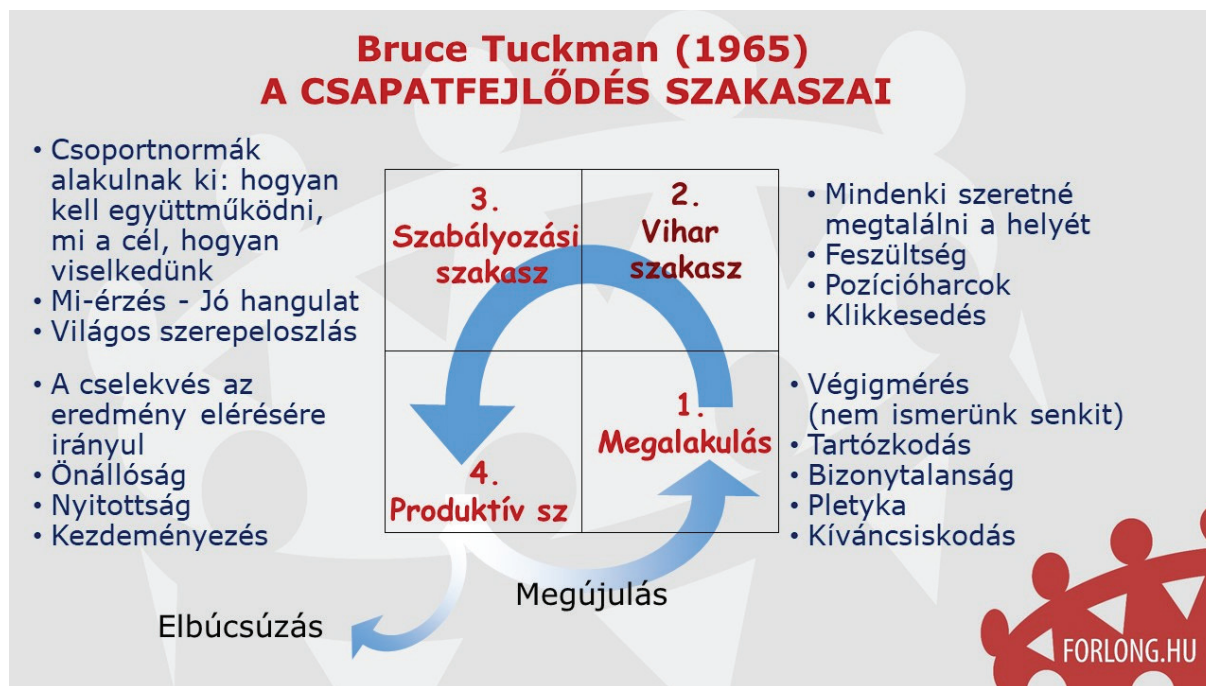 Bruce Tuckman (1965)
A CSAPATFEJLŐDÉS SZAKASZAI
• Csoportnormák
alakulnak ki: hogyan
kell együttműködni,
mi a cél, hogyan
viselkedünk
• Mi-érzés - Jó hangulat
• Világos szerepeloszlás
3.
Szabályozási
szakasz
2.
Vihar
szakasz
• Mindenki szeretné
megtalálni a helyét
• Feszültség
• Pozícióharcok
• Klikkesedés
• A cselekvés az
eredmény elérésére
irányul
• Önállóság
• Nyitottság
• Kezdeményezés
4.
Produktív sz
1.
Megalakulás
• Végigmérés
(nem ismerünk senkit)
• Tartózkodás
• Bizonytalanság
• Pletyka
• Kíváncsiskodás
Megújulás
Elbúcsúzás
FORLONG.HU